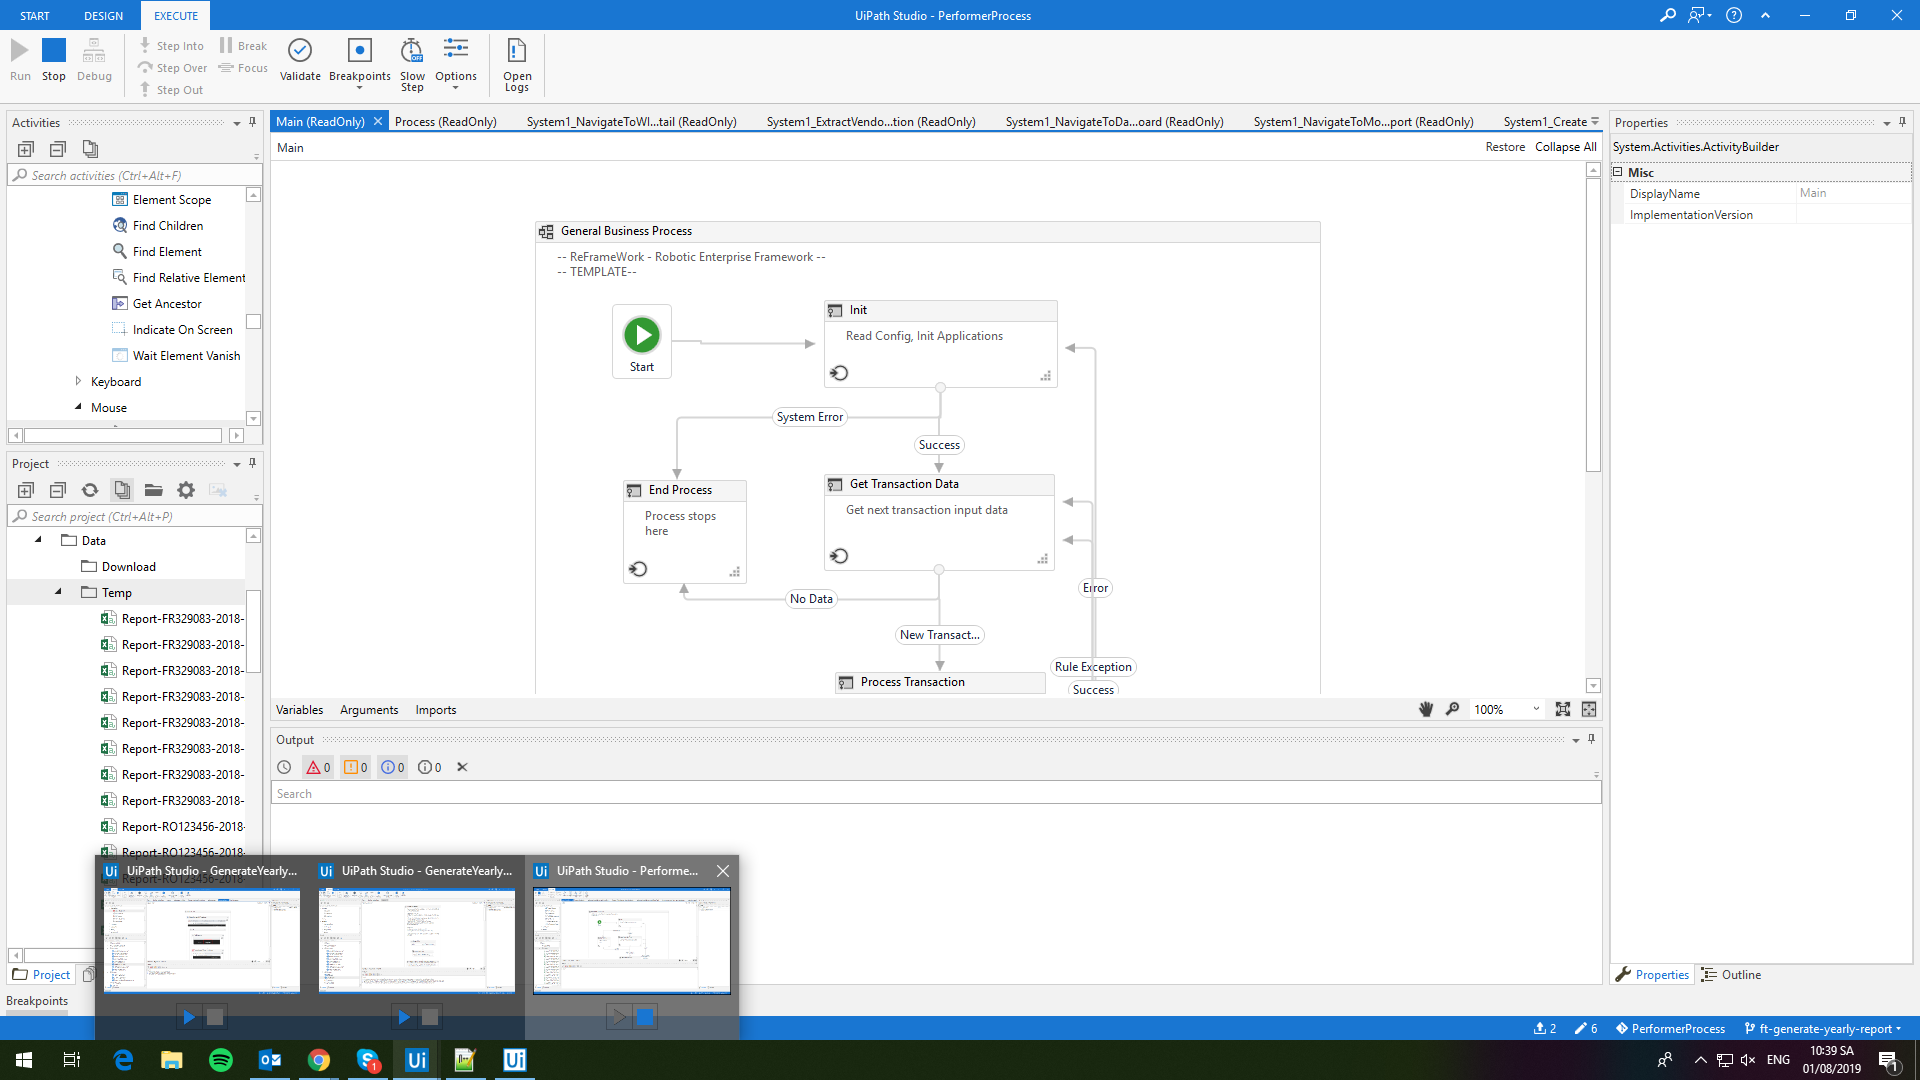 START DESIGN EXECUTE
UiPath Studio - PerformerProcess
Run Stop Debug
Step Into
Step Over
Step Out
Break
Focus
Validate
Breakpoints
Slow Step
Options
Open Logs
Activities
Search activities (Ctrl+Alt+F)
Element Scope
Find Children
Find Element
Find Relative Element
Get Ancestor
Indicate On Screen
Wait Element Vanish
Keyboard
Mouse
Project
Search project (Ctrl+Alt+P)
Data
Download
Temp
Report-FR329083-2018-
Report-FR329083-2018-
Report-FR329083-2018-
Report-FR329083-2018-
Report-FR329083-2018-
Report-FR329083-2018-
Report-FR329083-2018-
Report-FR329083-2018-
Report-RO123456-2018-
Report-RO123456-2018-
Report-RO123456-2018-
Project
Breakpoints
Main (ReadOnly)
Process (ReadOnly)
System1_NavigateToWI...tail (ReadOnly)
System1_ExtractVendo...tion (ReadOnly)
System1_NavigateToDa...oard (ReadOnly)
System1_NavigateToMo...port (ReadOnly)
System1_Create
Main
Restore Collapse All
General Business Process
-- ReFrameWork - Robotic Enterprise Framework --
-- TEMPLATE--
Start
Init
Read Config, Init Applications
System Error
Success
End Process
Process stops
here
Get Transaction Data
Get next transaction input data
No Data
Error
New Transact...
Rule Exception
Success
Process Transaction
Variables Arguments Imports
100%
Output
0 0 0 0
Search
Properties
System.Activities.ActivityBuilder
Misc
DisplayName Main
ImplementationVersion
Properties Outline
UiPath Studio - GenerateYearly...
UiPath Studio - GenerateYearly...
UiPath Studio - Performe...
2 6 PerformerProcess ft-generate-yearly-report
ENG
10:39 SA
01/08/2019
1
1